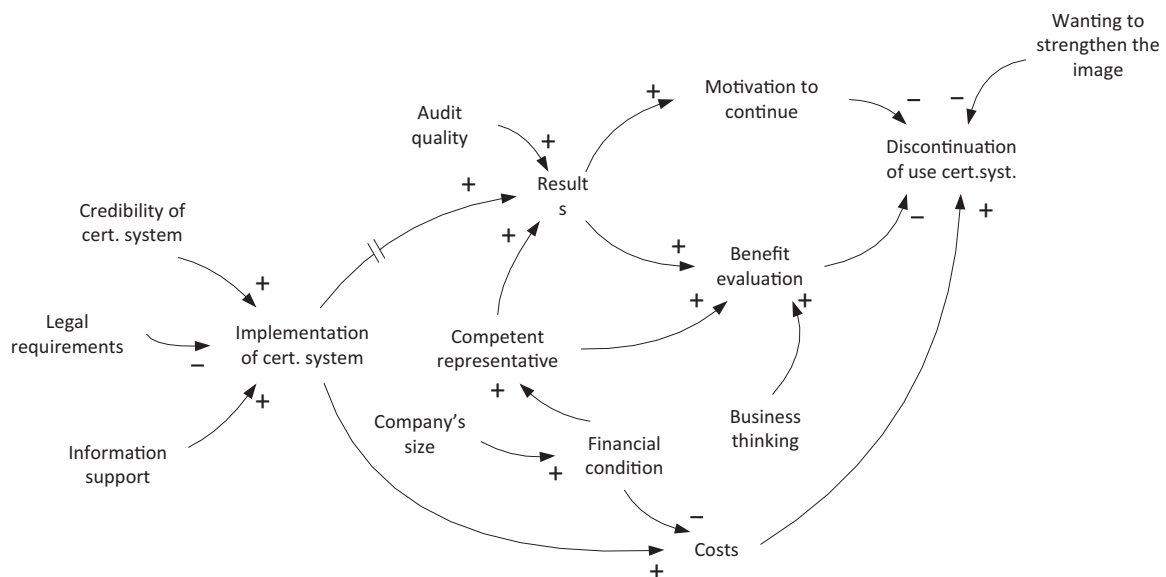 Wanting to
strengthen the
image
Motivation to
continue
Audit
quality
Discontinuation
of use cert.syst.
Result
s
Credibility of
cert. system
Benefit
evaluation
Legal
requirements
Implementation
of cert. system
Competent
representative
Company’s
size
Business
thinking
Financial
condition
Information
support
Costs
+
+
+
+
+
+
+
+
+
+
+
+
+
+
−
−
−
−
−